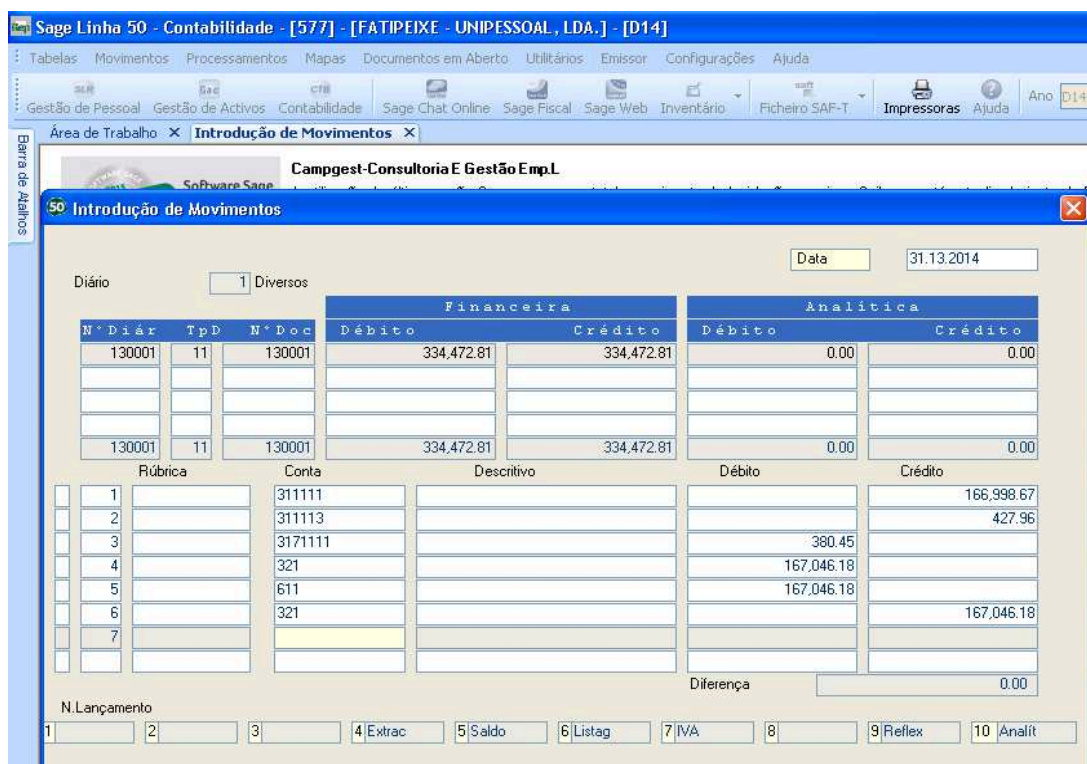 Sage Linha 50 - Contabilidade - [577] - [FATIPEIXE - UNIPESSOAL, LDA.] - [D14]
Tabelas Movimentos Processamentos Mapas Documentos em Aberto Utilitários Emissor Configurações Ajuda
Gestão de Pessoal Gestão de Activos Contabilidade Sage Chat Online Sage Fiscal Sage Web Inventário Ficheiro SAF-T Impressoras Ajuda Ano D14
Barra de Atalhos
Área de Trabalho X Introdução de Movimentos X
Campgest-Consultoria E Gestão Emp.L
Software Sage
50 Introdução de Movimentos
Data 31.13.2014
Diário 1 Diversos
Financeira Analítica
NºDiár TpD NºDoc Débito Crédito Débito Crédito
130001 11 130001 334,472.81 334,472.81 0.00 0.00
130001 11 130001 334,472.81 334,472.81 0.00 0.00
Rúbrica Conta Descritivo Débito Crédito
1 311111 166,998.67
2 311113 427.96
3 3171111 380.45
4 321 167,046.18
5 611 167,046.18
6 321 167,046.18
7
Diferença 0.00
N.Lançamento
1 2 3 4 Extrac 5 Saldo 6 Listag 7 IVA 8 9 Reflex 10 Analít